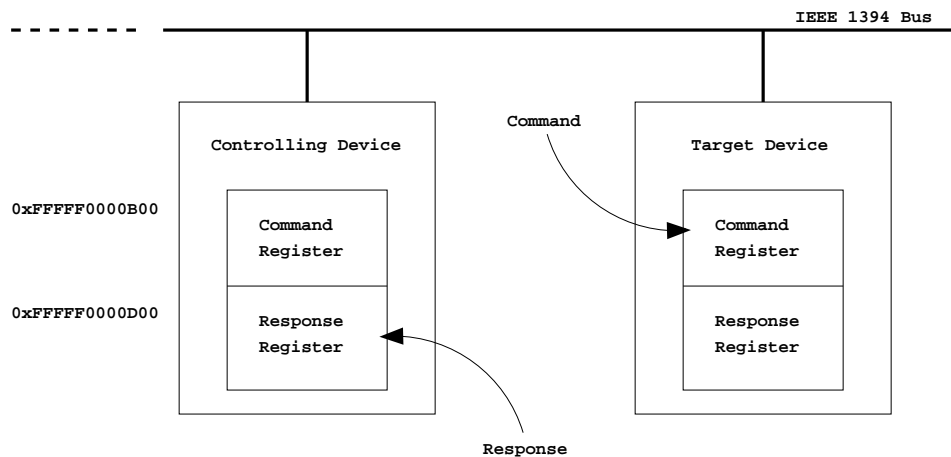 IEEE 1394 Bus
Command
Controlling Device
Target Device
0xFFFFF0000B00
Command
Register
Command
Register
0xFFFFF0000D00
Response
Register
Response
Register
Response